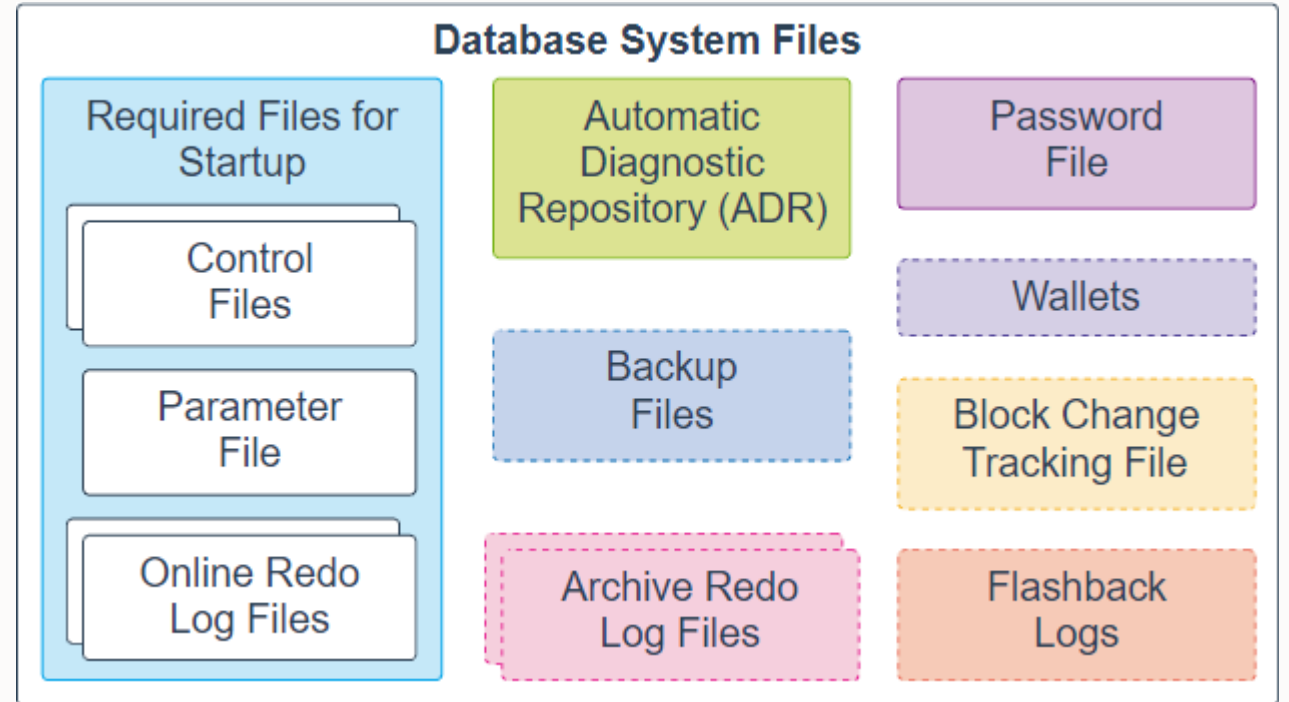 Database System Files
Required Files for
Startup
Control
Files
Parameter
File
Online Redo
Log Files
Automatic
Diagnostic
Repository (ADR)
Backup
Files
Archive Redo
Log Files
Password
File
Wallets
Block Change
Tracking File
Flashback
Logs